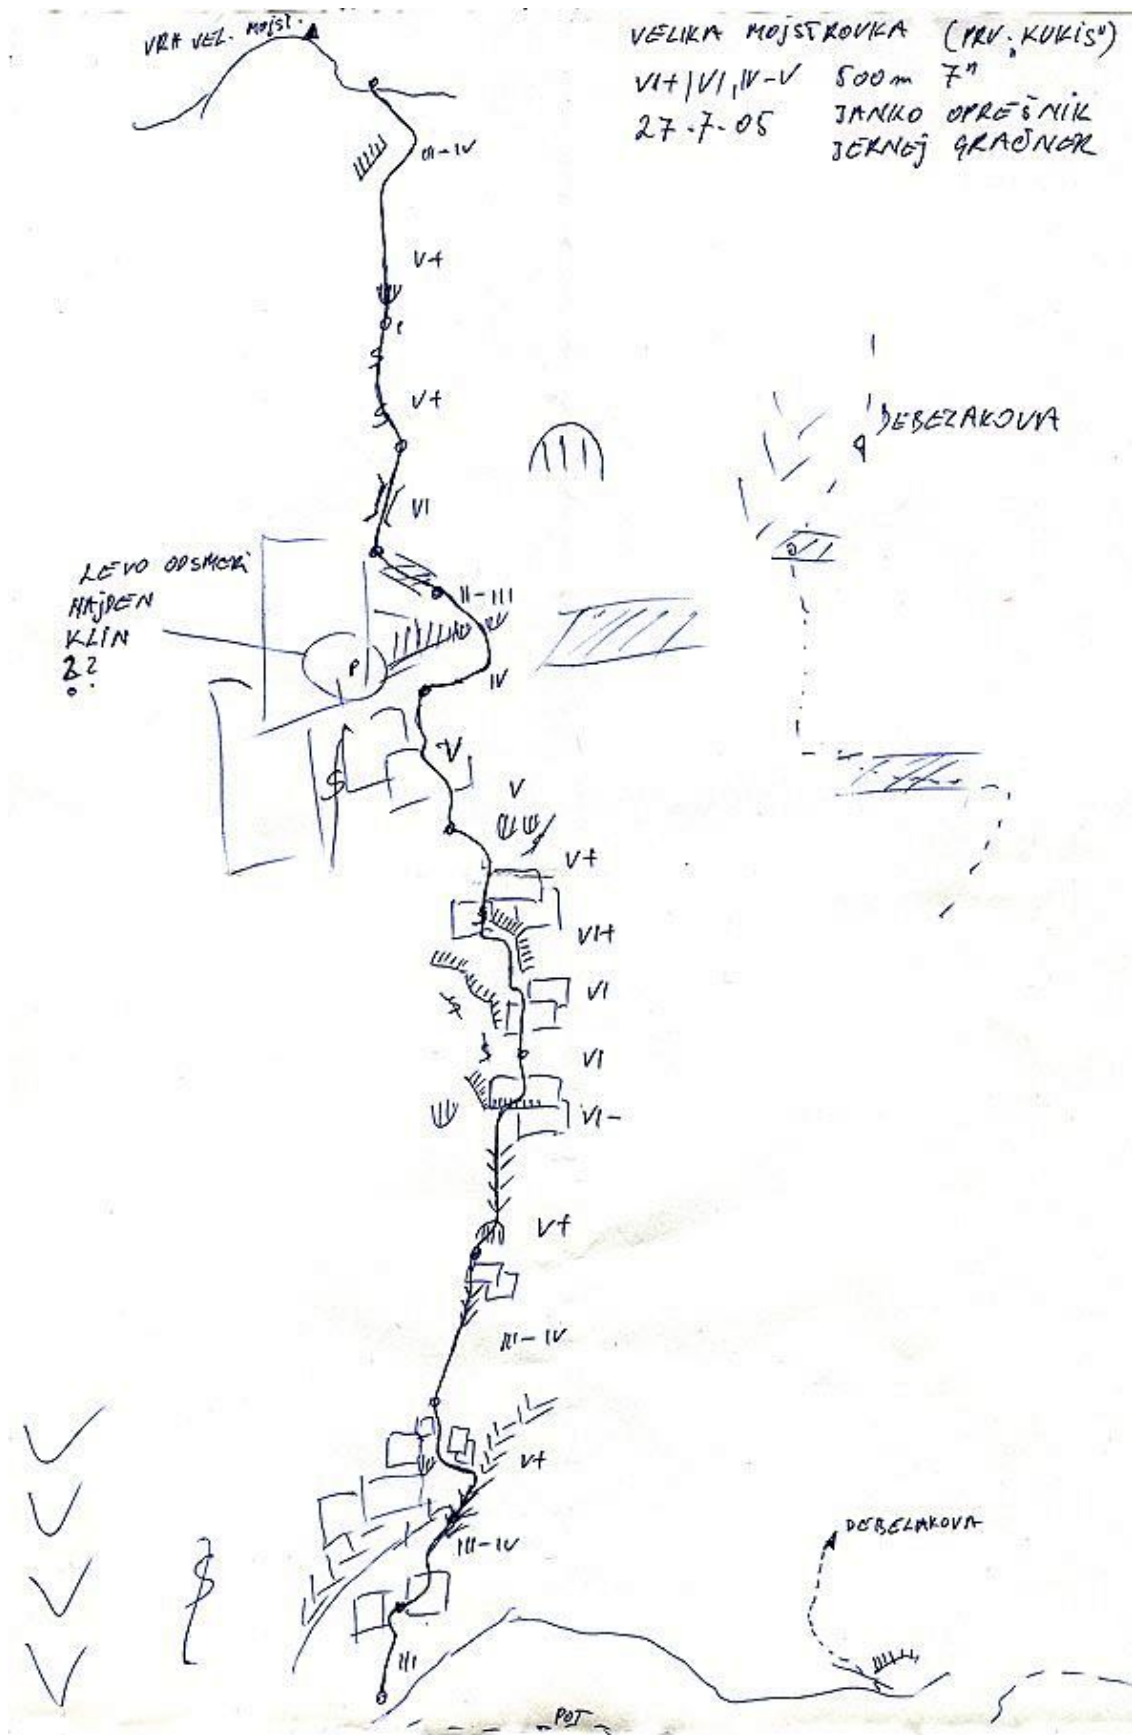 VRH VEL. MOJST.
VELIKA MOJSTROVKA (PRV. "KUKIS")
VI+/VI, IV-V 500m 7h
27.7.05 JANKO OPREŠNIK
JERNEJ GRAČNER
III-IV
V+
V+
DEBELAKOVA
VI
LEVO OD SMERI
NAJDEN
KLIN
??
II-III
P
IV
V
V
V+
VI+
VI
VI
VI-
V+
III-IV
V+
III-IV
DEBELAKOVA
III
POT